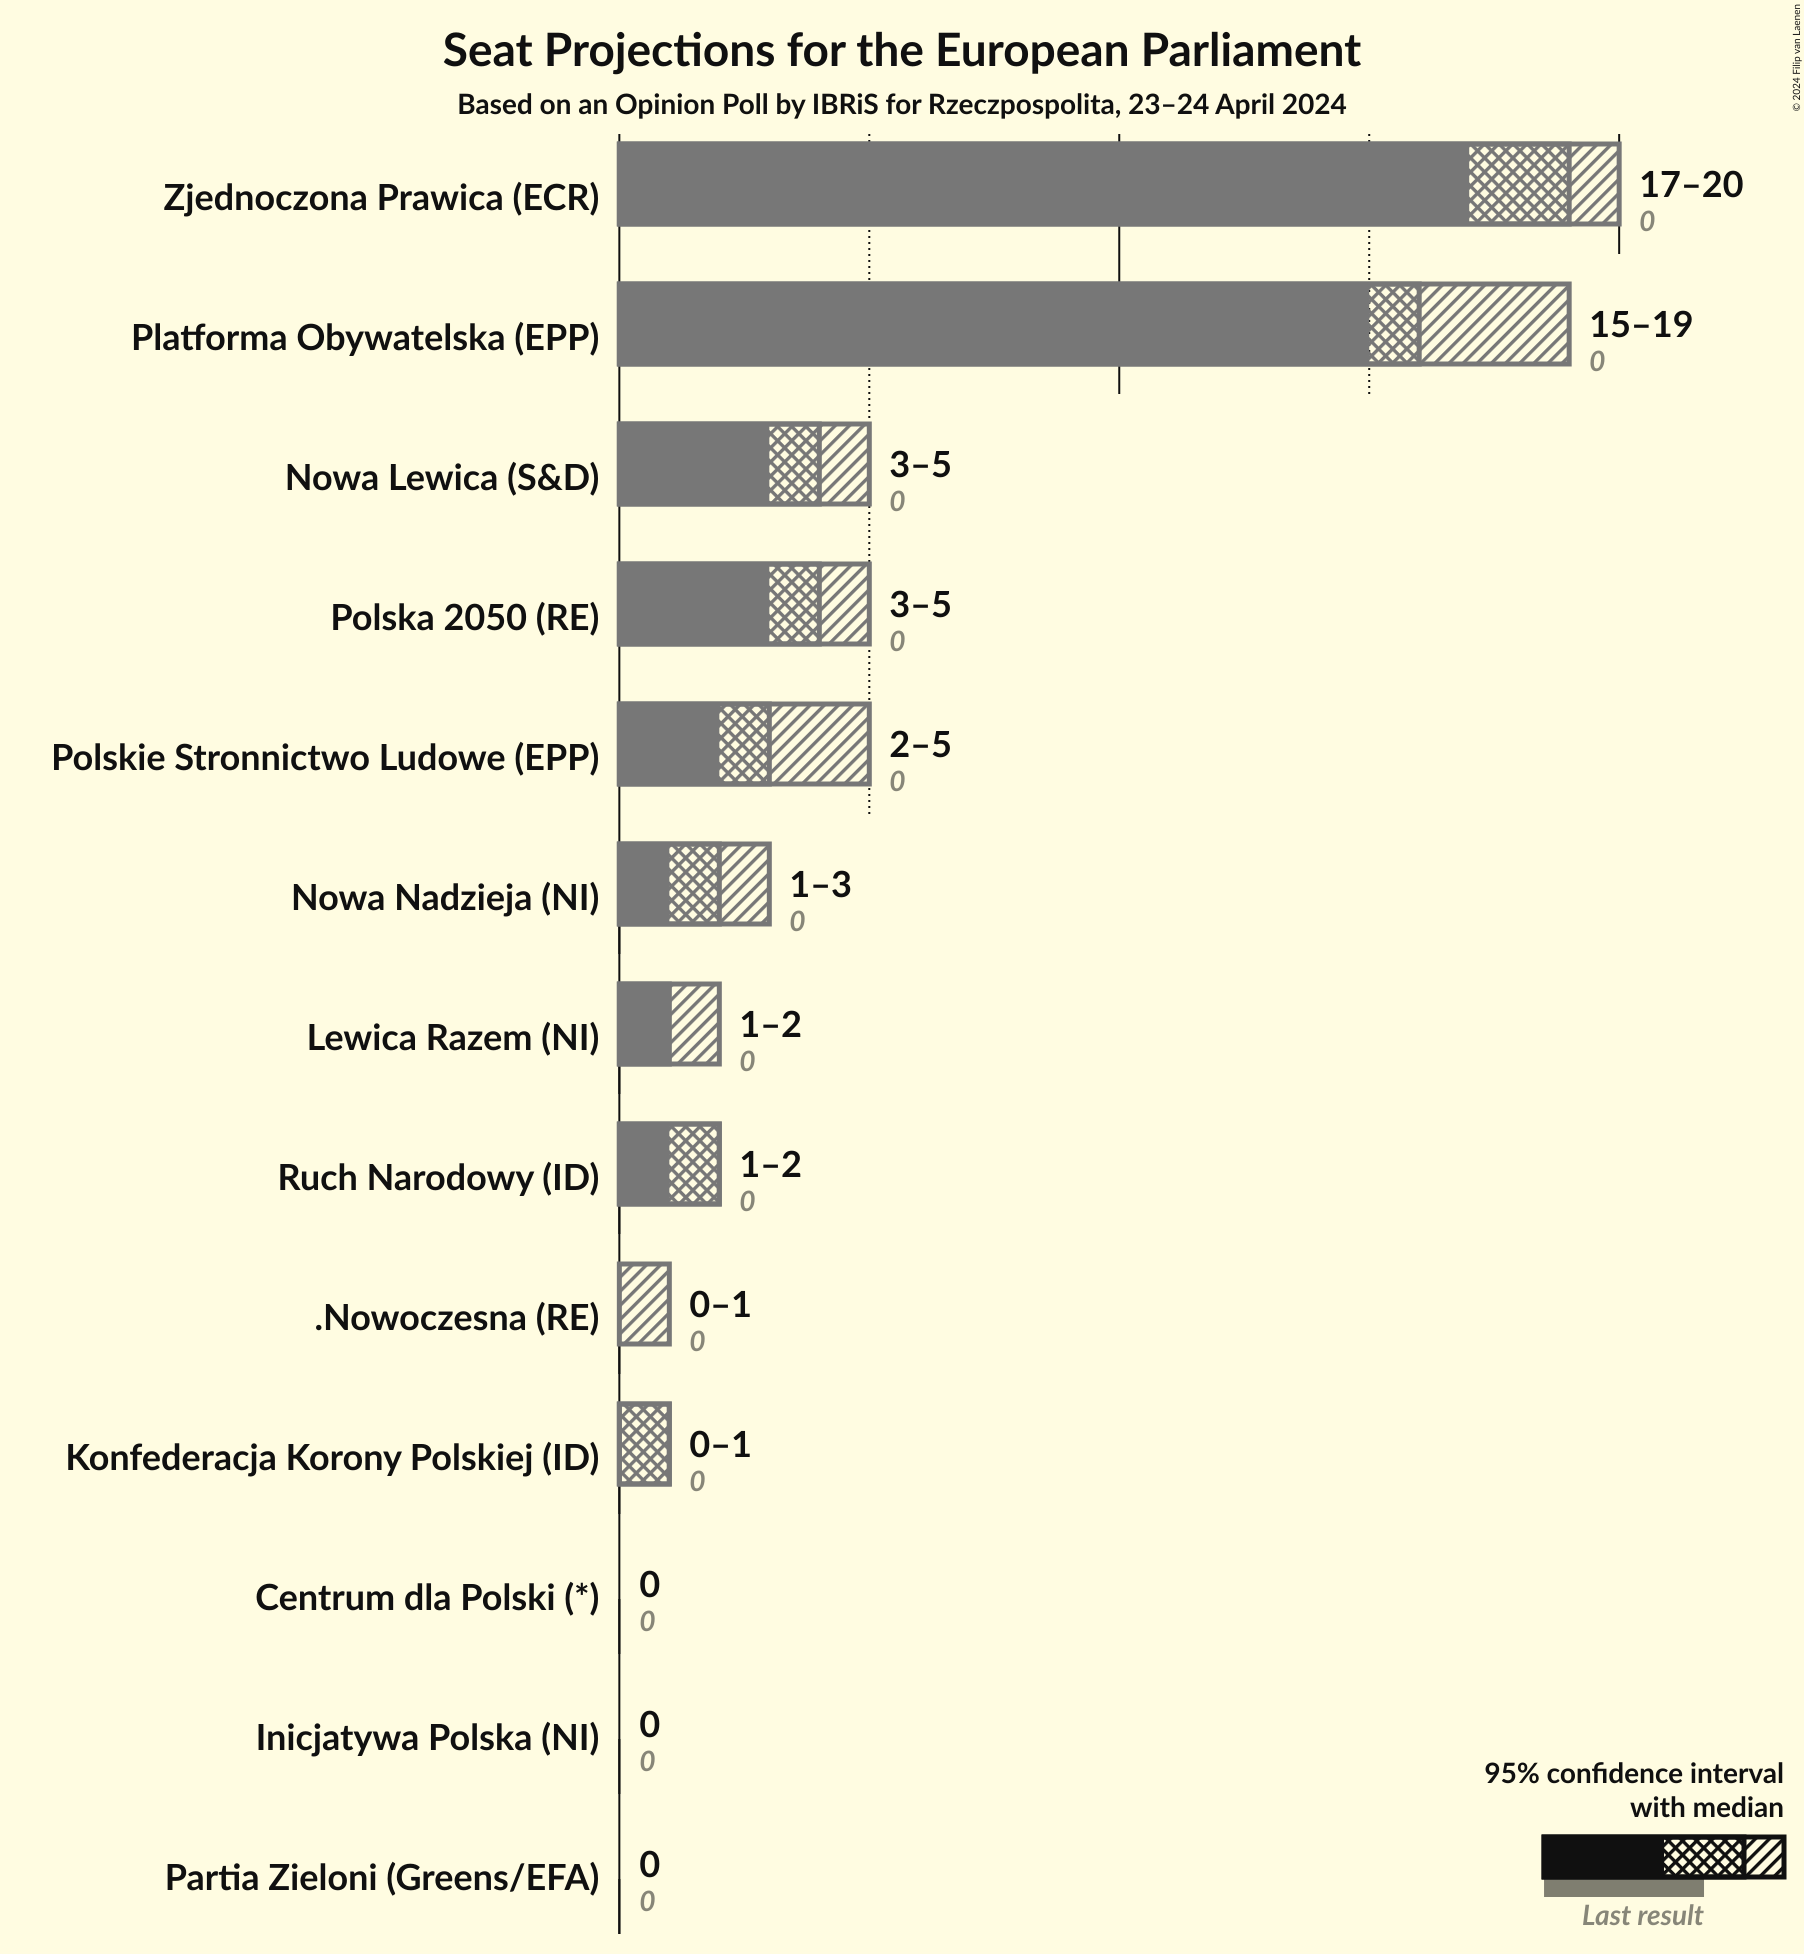 Seat Projections for the European Parliament
Based on an Opinion Poll by IBRiS for Rzeczpospolita, 23–24 April 2024
© 2024 Filip van Laenen
Zjednoczona Prawica (ECR)
17–20
0
Platforma Obywatelska (EPP)
15–19
0
Nowa Lewica (S&D)
3–5
0
Polska 2050 (RE)
3–5
0
Polskie Stronnictwo Ludowe (EPP)
2–5
0
Nowa Nadzieja (NI)
1–3
0
Lewica Razem (NI)
1–2
0
Ruch Narodowy (ID)
1–2
0
.Nowoczesna (RE)
0–1
0
Konfederacja Korony Polskiej (ID)
0–1
0
Centrum dla Polski (*)
0
0
Inicjatywa Polska (NI)
0
0
Partia Zieloni (Greens/EFA)
0
0
95% confidence interval
with median
Last result